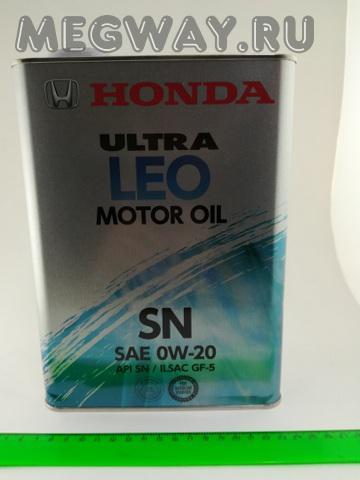 MEGWAY.RU
HONDA
ULTRA
LEO
MOTOR OIL
SN
SAE 0W-20
API SN / ILSAC GF-5